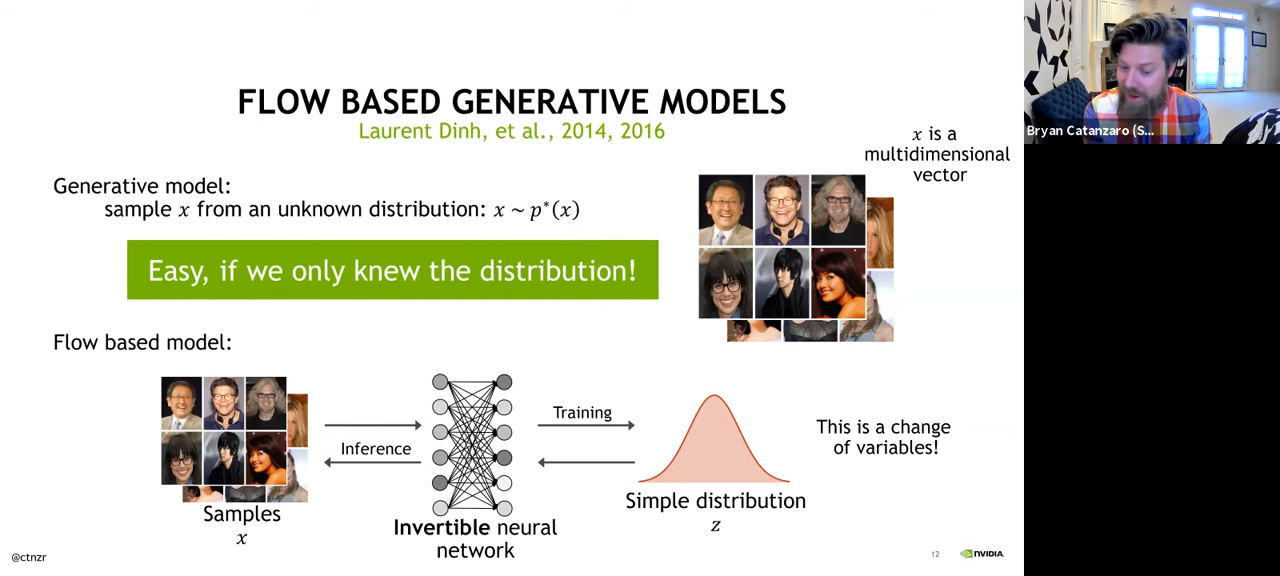 FLOW BASED GENERATIVE MODELS
Laurent Dinh, et al., 2014, 2016
x is a
multidimensional
vector
Generative model:
sample x from an unknown distribution: x ~ p*(x)
Easy, if we only knew the distribution!
Flow based model:
Training
Inference
This is a change
of variables!
Samples
x
Invertible neural
network
Simple distribution
z
@ctnzr
12
NVIDIA.
Bryan Catanzaro (S...